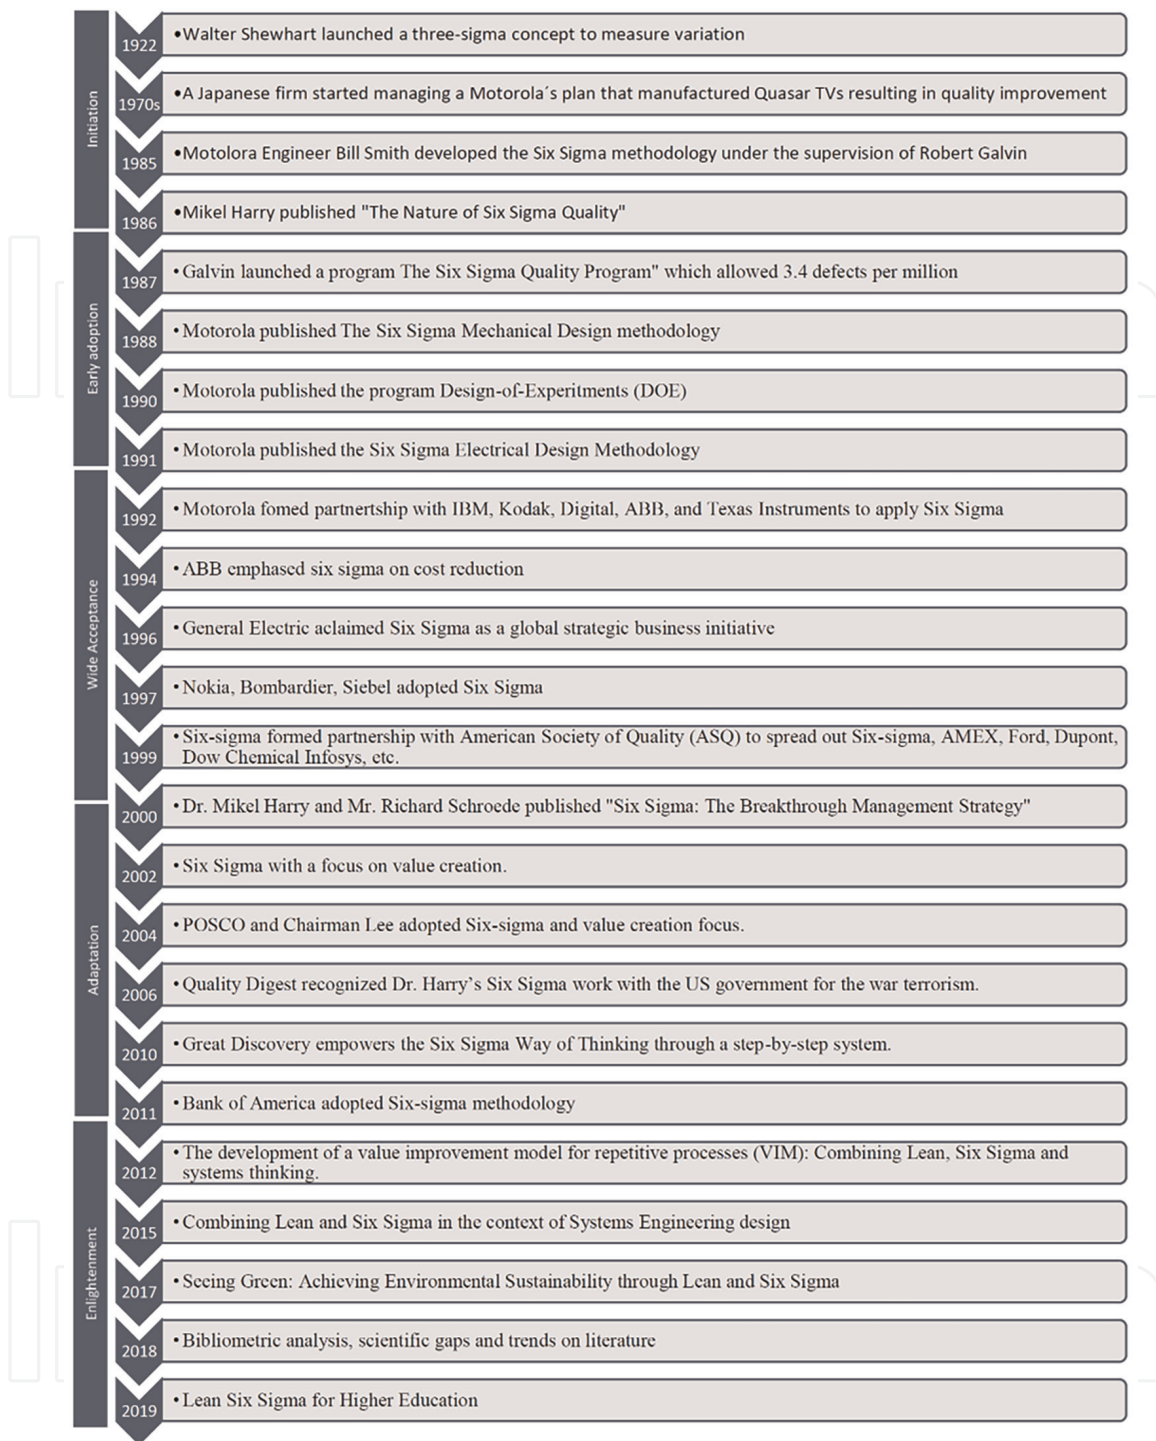 Initiation
1922
•Walter Shewhart launched a three-sigma concept to measure variation
1970s
•A Japanese firm started managing a Motorola´s plan that manufactured Quasar TVs resulting in quality improvement
1985
•Motolora Engineer Bill Smith developed the Six Sigma methodology under the supervision of Robert Galvin
1986
•Mikel Harry published "The Nature of Six Sigma Quality"
Early adoption
1987
•Galvin launched a program The Six Sigma Quality Program" which allowed 3.4 defects per million
1988
•Motorola published The Six Sigma Mechanical Design methodology
1990
•Motorola published the program Design-of-Experitments (DOE)
1991
•Motorola published the Six Sigma Electrical Design Methodology
Wide Acceptance
1992
•Motorola fomed partnertship with IBM, Kodak, Digital, ABB, and Texas Instruments to apply Six Sigma
1994
•ABB emphased six sigma on cost reduction
1996
•General Electric aclaimed Six Sigma as a global strategic business initiative
1997
•Nokia, Bombardier, Siebel adopted Six Sigma
1999
•Six-sigma formed partnership with American Society of Quality (ASQ) to spread out Six-sigma, AMEX, Ford, Dupont,
Dow Chemical Infosys, etc.
Adaptation
2000
•Dr. Mikel Harry and Mr. Richard Schroede published "Six Sigma: The Breakthrough Management Strategy"
2002
•Six Sigma with a focus on value creation.
2004
•POSCO and Chairman Lee adopted Six-sigma and value creation focus.
2006
•Quality Digest recognized Dr. Harry’s Six Sigma work with the US government for the war terrorism.
2010
•Great Discovery empowers the Six Sigma Way of Thinking through a step-by-step system.
2011
•Bank of America adopted Six-sigma methodology
Enlightenment
2012
•The development of a value improvement model for repetitive processes (VIM): Combining Lean, Six Sigma and
systems thinking.
2015
•Combining Lean and Six Sigma in the context of Systems Engineering design
2017
•Seeing Green: Achieving Environmental Sustainability through Lean and Six Sigma
2018
•Bibliometric analysis, scientific gaps and trends on literature
2019
•Lean Six Sigma for Higher Education